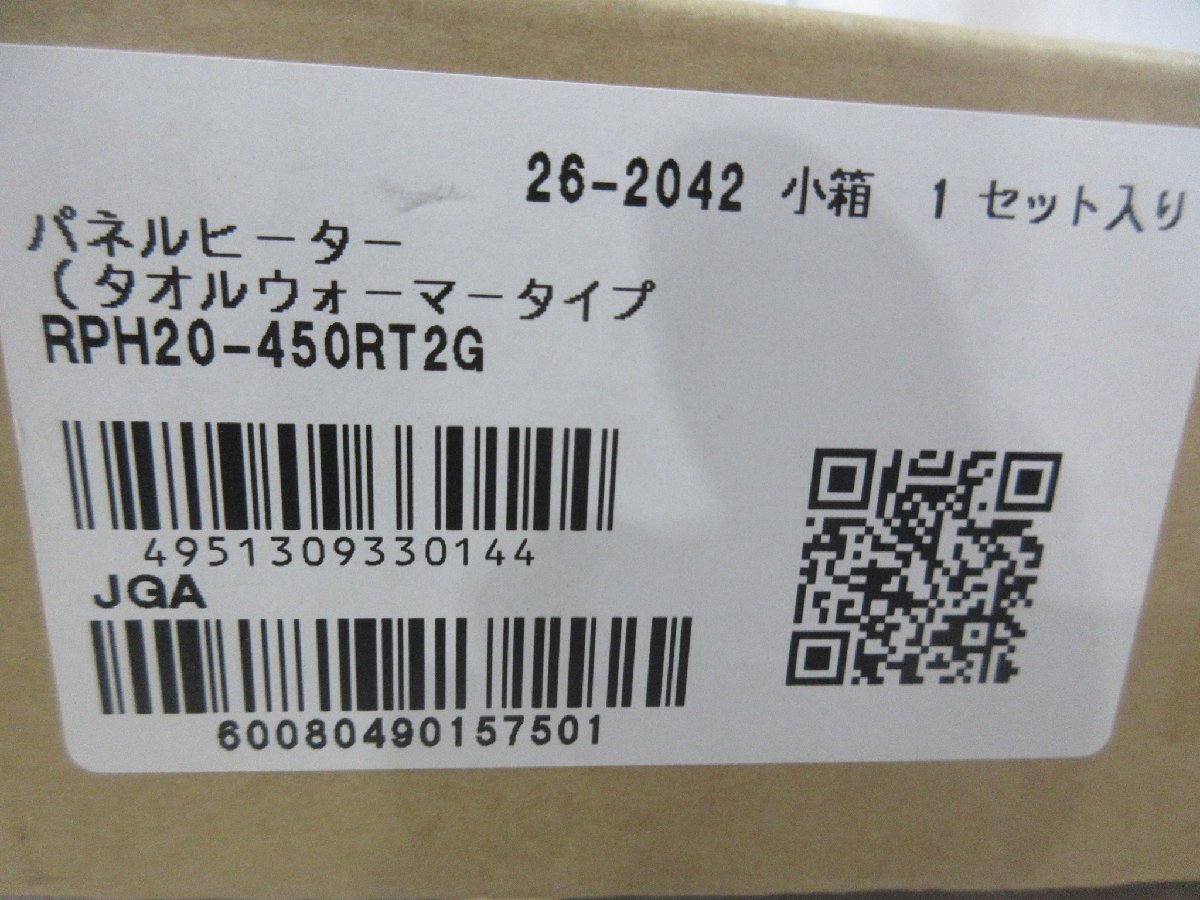 26-2042 小箱 1 セット入り
パネルヒーター
(タオルウォーマータイプ
RPH20-450RT2G
4951309330144
JGA
60080490157501